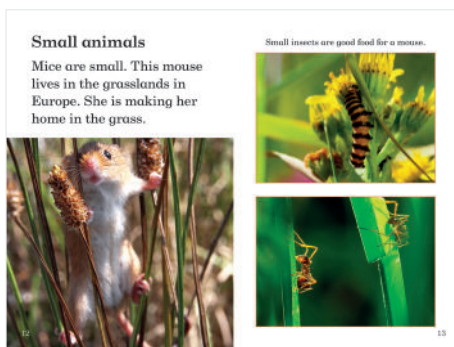 Small animals
Mice are small. This mouse
lives in the grasslands in
Europe. She is making her
home in the grass.
12
Small insects are good food for a mouse.
13